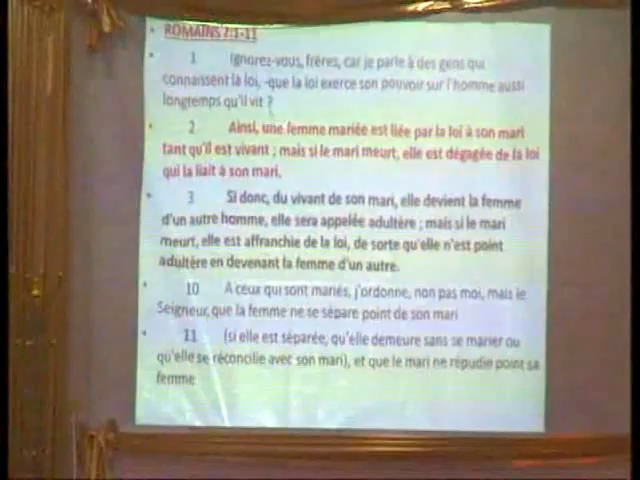 ROMAINS 7:1-11
1 Ignorez-vous, frères, car je parle à des gens qui
connaissent la loi, -que la loi exerce son pouvoir sur l'homme aussi
longtemps qu'il vit ?
2 Ainsi, une femme mariée est liée par la loi à son mari
tant qu'il est vivant ; mais si le mari meurt, elle est dégagée de la loi
qui la liait à son mari.
3 Si donc, du vivant de son mari, elle devient la femme
d'un autre homme, elle sera appelée adultère ; mais si le mari
meurt, elle est affranchie de la loi, de sorte qu'elle n'est point
adultère en devenant la femme d'un autre.
10 A ceux qui sont mariés, j'ordonne, non pas moi, mais le
Seigneur, que la femme ne se sépare point de son mari
11 (si elle est séparée, qu'elle demeure sans se marier ou
qu'elle se réconcilie avec son mari), et que le mari ne répudie point sa
femme